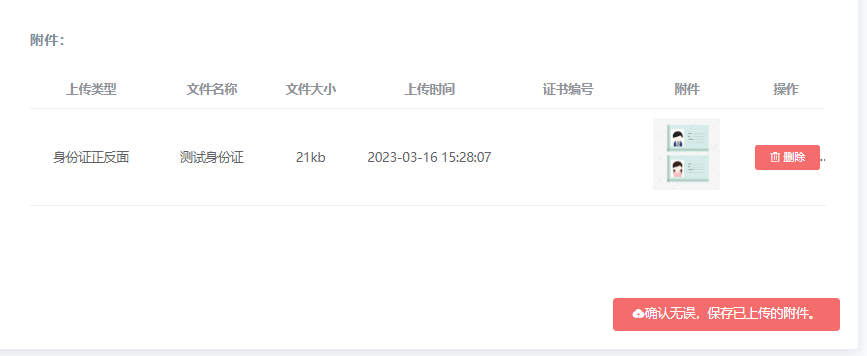 附件：
上传类型 文件名称 文件大小 上传时间 证书编号 附件 操作
身份证正反面 测试身份证 21kb 2023-03-16 15:28:07 删除 ..
确认无误，保存已上传的附件。